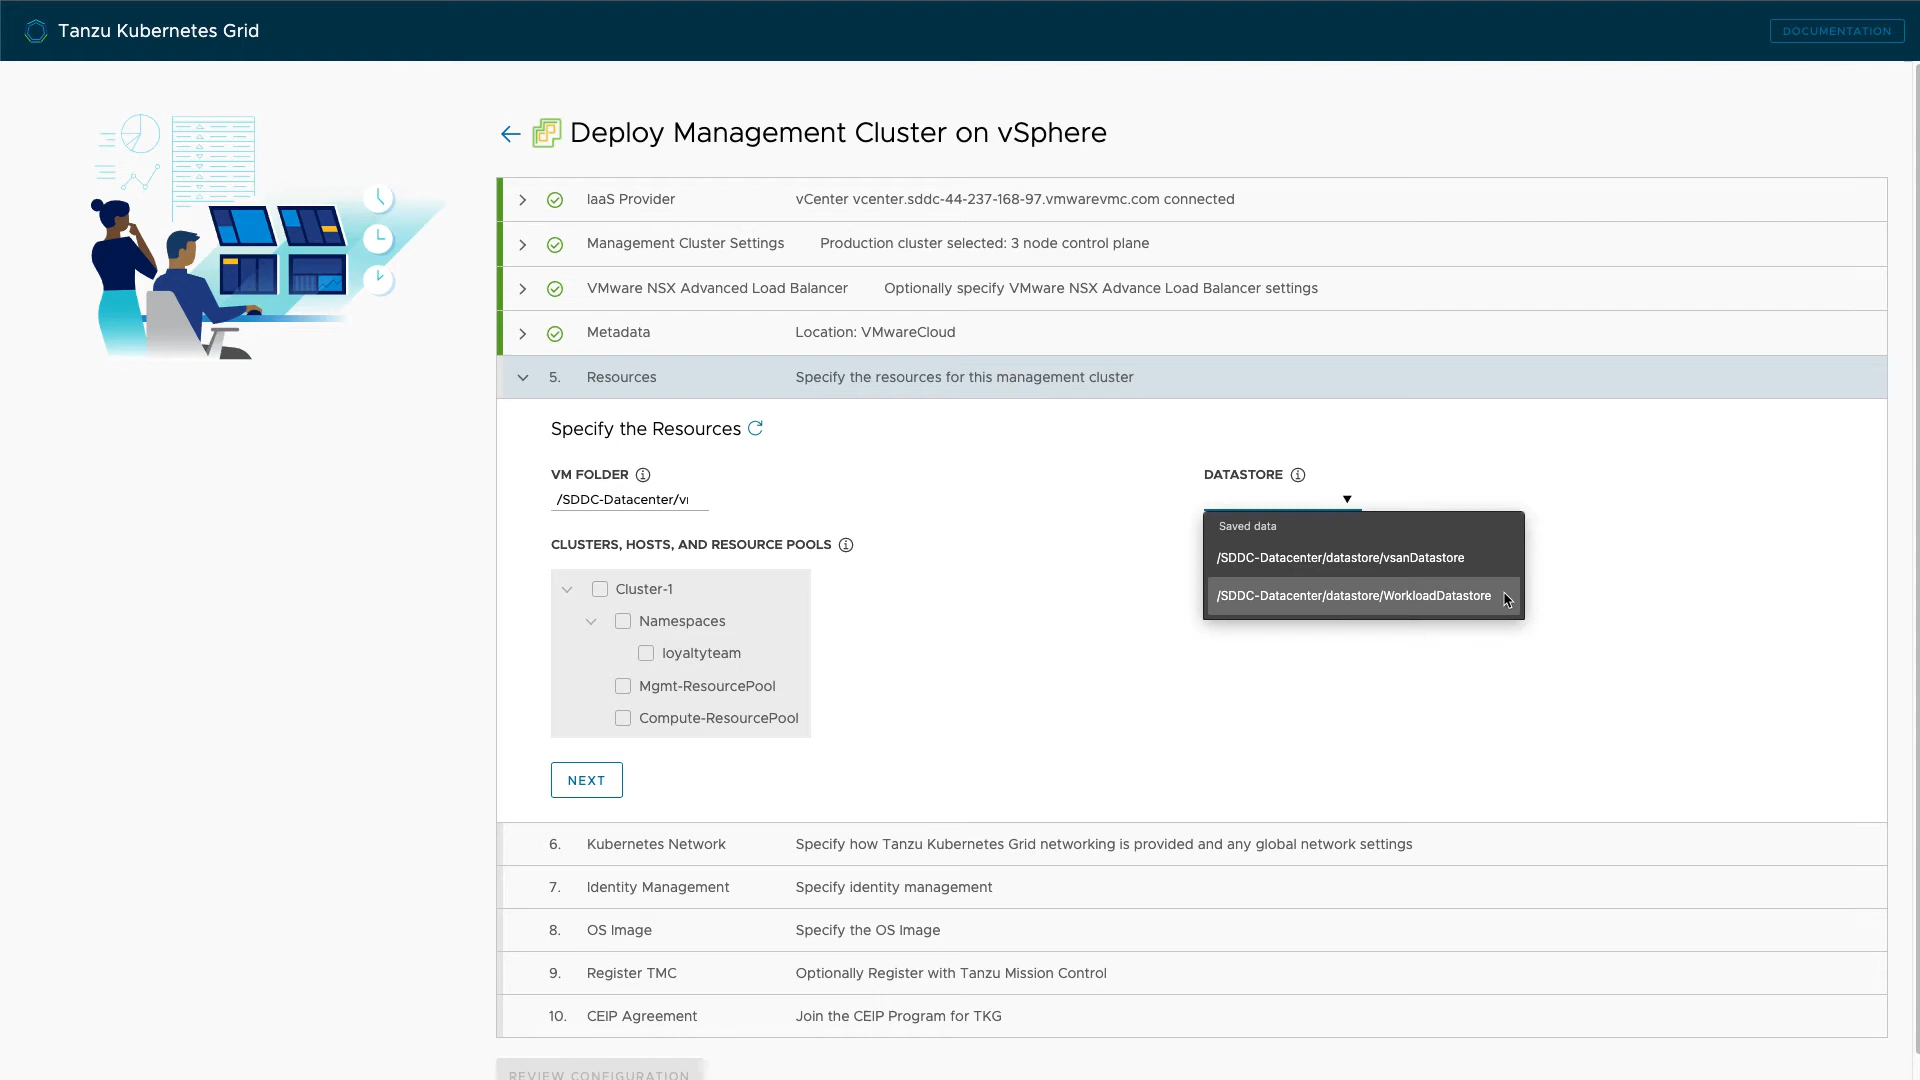 Tanzu Kubernetes Grid
DOCUMENTATION
Deploy Management Cluster on vSphere
IaaS Provider vCenter vcenter.sddc-44-237-168-97.vmwarevmc.com connected
Management Cluster Settings Production cluster selected: 3 node control plane
VMware NSX Advanced Load Balancer Optionally specify VMware NSX Advance Load Balancer settings
Metadata Location: VMwareCloud
5. Resources Specify the resources for this management cluster
Specify the Resources
VM FOLDER
/SDDC-Datacenter/v
DATASTORE
Saved data
/SDDC-Datacenter/datastore/vsanDatastore
/SDDC-Datacenter/datastore/WorkloadDatastore
CLUSTERS, HOSTS, AND RESOURCE POOLS
Cluster-1
Namespaces
loyaltyteam
Mgmt-ResourcePool
Compute-ResourcePool
NEXT
6. Kubernetes Network Specify how Tanzu Kubernetes Grid networking is provided and any global network settings
7. Identity Management Specify identity management
8. OS Image Specify the OS Image
9. Register TMC Optionally Register with Tanzu Mission Control
10. CEIP Agreement Join the CEIP Program for TKG
REVIEW CONFIGURATION